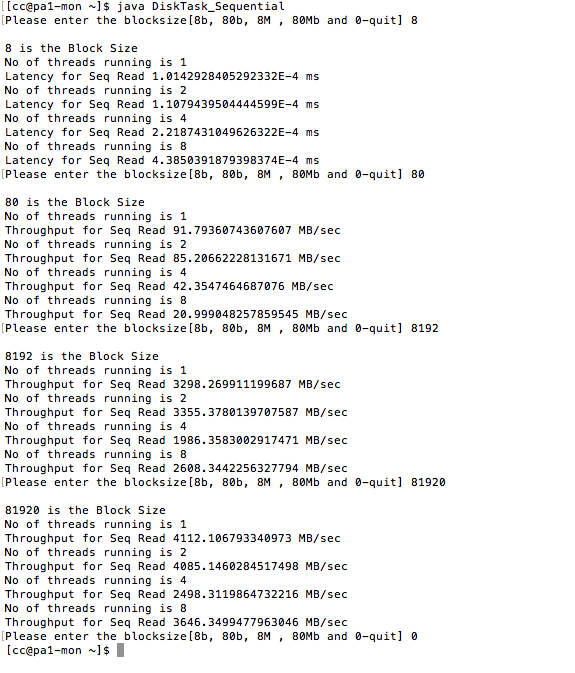 [[cc@pa1-mon ~]$ java DiskTask_Sequential
[Please enter the blocksize[8b, 80b, 8M , 80Mb and 0-quit] 8
8 is the Block Size
No of threads running is 1
Latency for Seq Read 1.0142928405292332E-4 ms
No of threads running is 2
Latency for Seq Read 1.1079439504444599E-4 ms
No of threads running is 4
Latency for Seq Read 2.2187431049626322E-4 ms
No of threads running is 8
Latency for Seq Read 4.3850391879398374E-4 ms
[Please enter the blocksize[8b, 80b, 8M , 80Mb and 0-quit] 80
80 is the Block Size
No of threads running is 1
Throughput for Seq Read 91.79360743607607 MB/sec
No of threads running is 2
Throughput for Seq Read 85.20662228131671 MB/sec
No of threads running is 4
Throughput for Seq Read 42.3547464687076 MB/sec
No of threads running is 8
Throughput for Seq Read 20.999048257859545 MB/sec
[Please enter the blocksize[8b, 80b, 8M , 80Mb and 0-quit] 8192
8192 is the Block Size
No of threads running is 1
Throughput for Seq Read 3298.269911199687 MB/sec
No of threads running is 2
Throughput for Seq Read 3355.3780139707587 MB/sec
No of threads running is 4
Throughput for Seq Read 1986.3583002917471 MB/sec
No of threads running is 8
Throughput for Seq Read 2608.3442256327794 MB/sec
[Please enter the blocksize[8b, 80b, 8M , 80Mb and 0-quit] 81920
81920 is the Block Size
No of threads running is 1
Throughput for Seq Read 4112.106793340973 MB/sec
No of threads running is 2
Throughput for Seq Read 4085.1460284517498 MB/sec
No of threads running is 4
Throughput for Seq Read 2498.3119864732216 MB/sec
No of threads running is 8
Throughput for Seq Read 3646.3499477963046 MB/sec
[Please enter the blocksize[8b, 80b, 8M , 80Mb and 0-quit] 0
[cc@pa1-mon ~]$